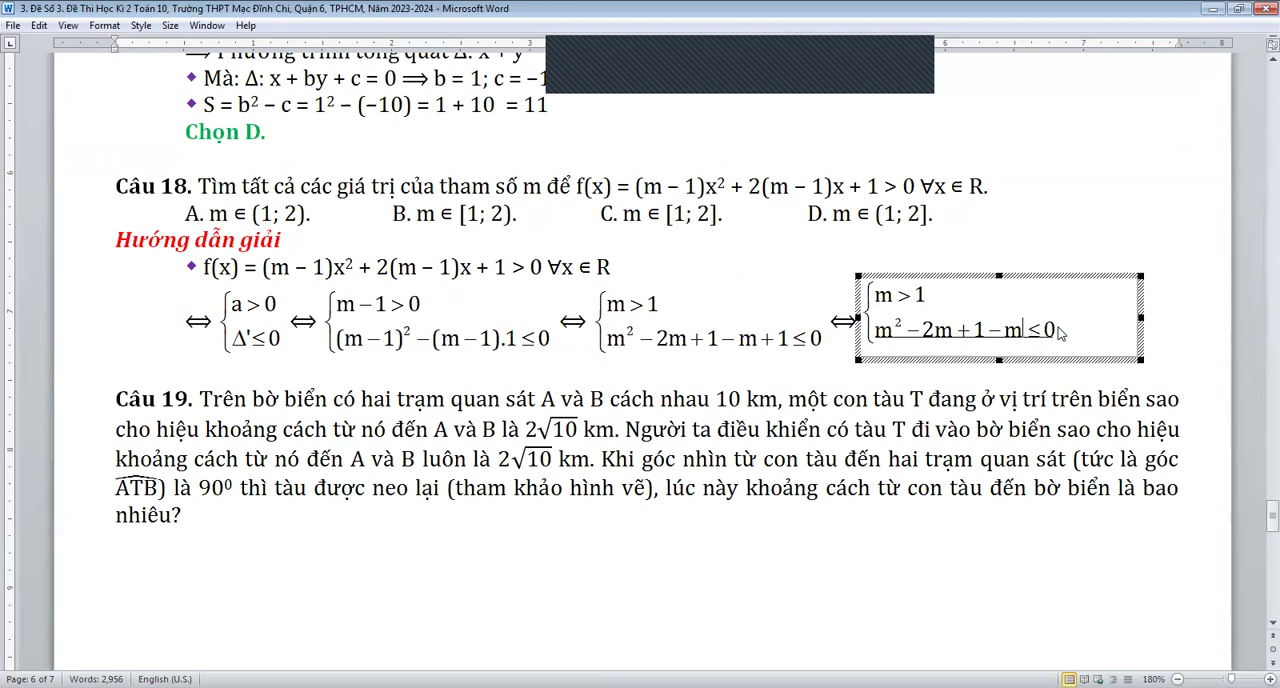 3. Đề Số 3. Đề Thi Học Kì 2 Toán 10, Trường THPT Mạc Đĩnh Chi, Quận 6, TPHCM, Năm 2023-2024 - Microsoft Word
File Edit View Format Style Size Window Help
1 2 3 6 7 8
⟹ Phương trình tổng quát Δ: x + y
◆ Mà: Δ: x + by + c = 0 ⟹ b = 1; c = −1
◆ S = b² − c = 1² − (−10) = 1 + 10 = 11
Chọn D.
Câu 18. Tìm tất cả các giá trị của tham số m để f(x) = (m − 1)x² + 2(m − 1)x + 1 > 0 ∀x ∈ R.
A. m ∈ (1; 2). B. m ∈ [1; 2). C. m ∈ [1; 2]. D. m ∈ (1; 2].
Hướng dẫn giải
◆ f(x) = (m − 1)x² + 2(m − 1)x + 1 > 0 ∀x ∈ R
⇔ { a > 0 ⇔ { m − 1 > 0 ⇔ { m > 1 ⇔ { m > 1
Δ' ≤ 0 (m − 1)² − (m − 1).1 ≤ 0 m² − 2m + 1 − m + 1 ≤ 0 m² − 2m + 1 − m ≤ 0
Câu 19. Trên bờ biển có hai trạm quan sát A và B cách nhau 10 km, một con tàu T đang ở vị trí trên biển sao
cho hiệu khoảng cách từ nó đến A và B là 2√10 km. Người ta điều khiển có tàu T đi vào bờ biển sao cho hiệu
khoảng cách từ nó đến A và B luôn là 2√10 km. Khi góc nhìn từ con tàu đến hai trạm quan sát (tức là góc
ATB) là 90⁰ thì tàu được neo lại (tham khảo hình vẽ), lúc này khoảng cách từ con tàu đến bờ biển là bao
nhiêu?
Page: 6 of 7 Words: 2,956 English (U.S.) 180%